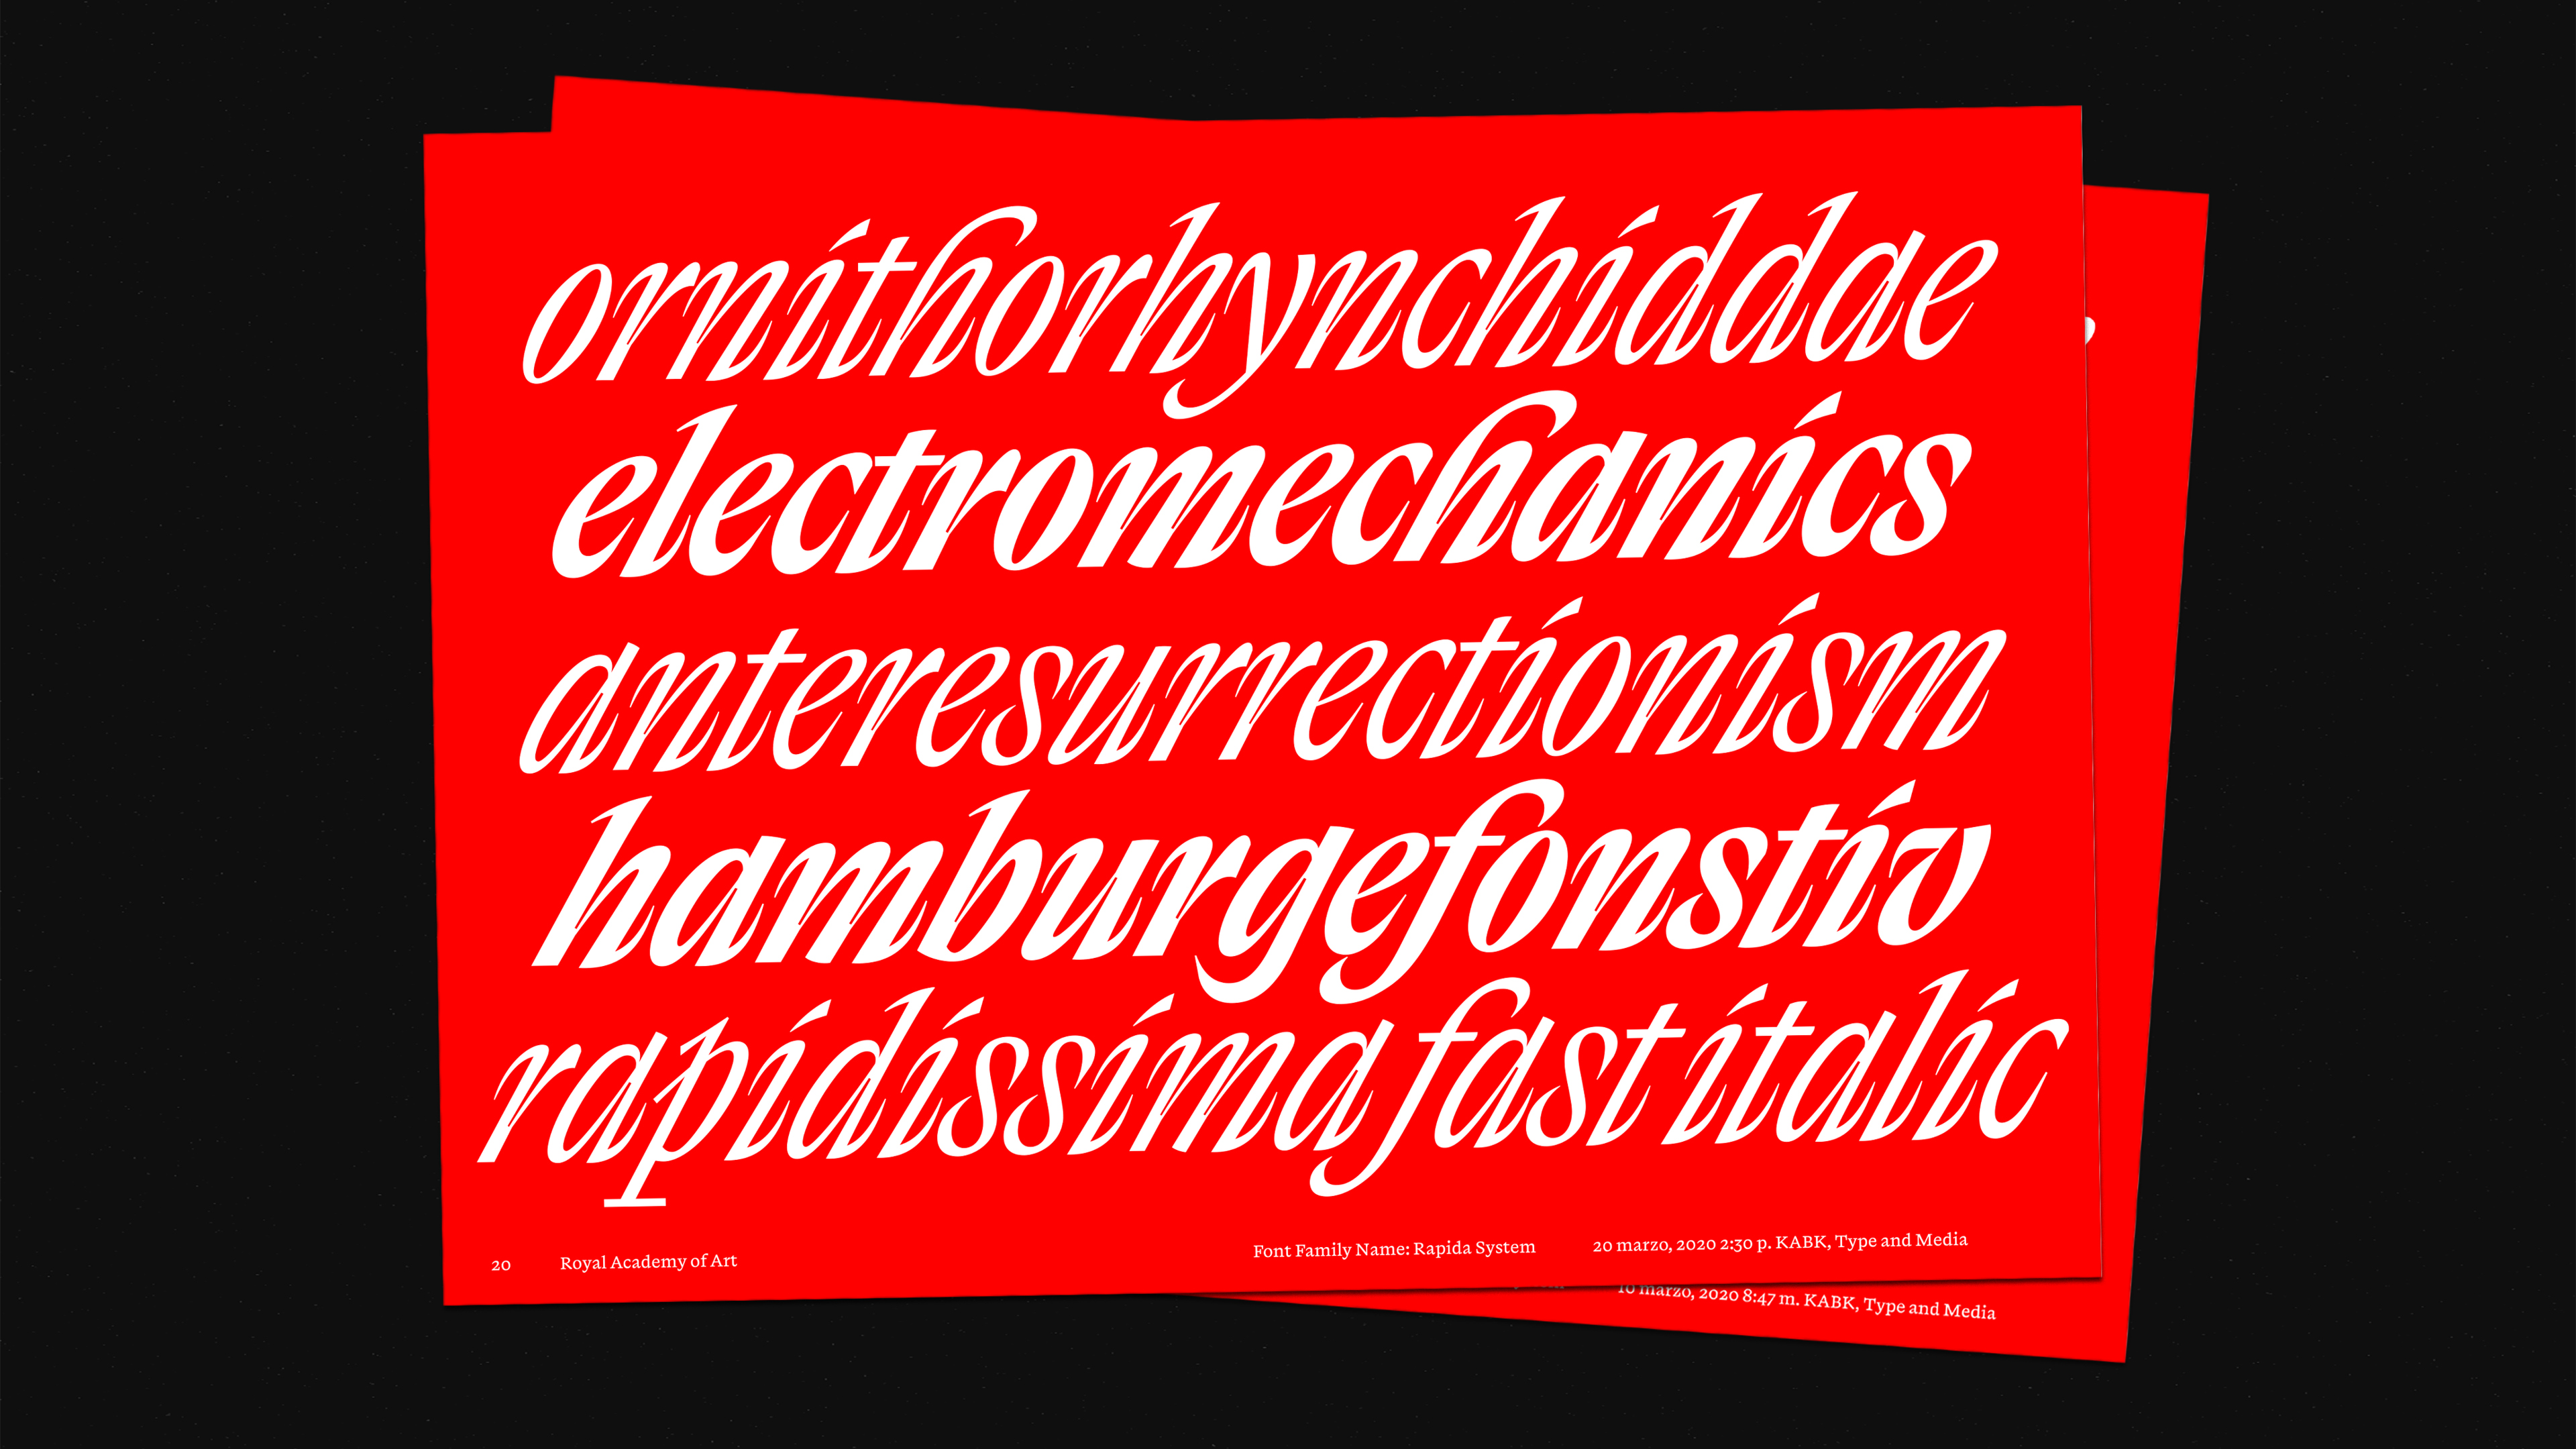 ornithorhynchiddae
electromechanics
anteresurrectionism
hamburgefonstiv
rapidissima fast italic
20 Royal Academy of Art Font Family Name: Rapida System 20 marzo, 2020 2:30 p. KABK, Type and Media
10 marzo, 2020 8:47 m. KABK, Type and Media